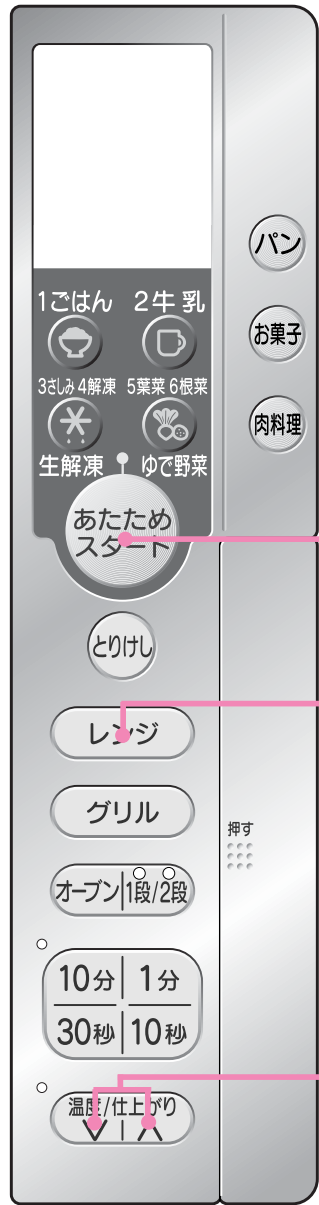 1ごはん 2牛乳
3さしみ 4解凍 5葉菜 6根菜
生解凍 ゆで野菜
あたため
スタート
とりけし
レンジ
グリル
オーブン 1段/2段
10分 1分
30秒 10秒
温度/仕上がり
パン
お菓子
肉料理
押す